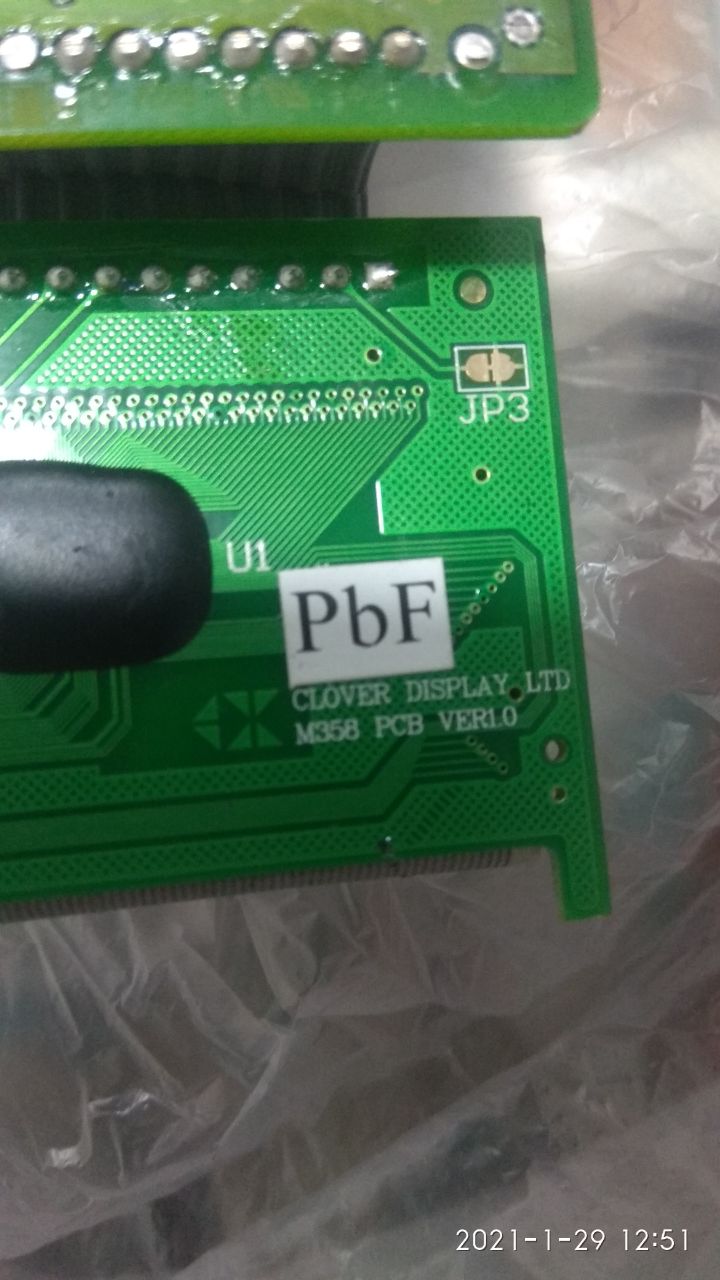 JP3
U1
PbF
CLOVER DISPLAY LTD
M358 PCB VER1.0
2021-1-29 12:51